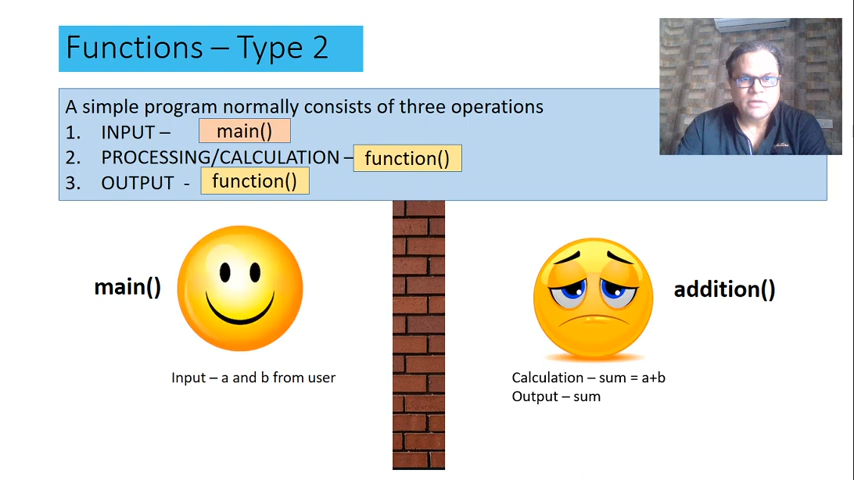 Functions – Type 2
A simple program normally consists of three operations
1. INPUT – main()
2. PROCESSING/CALCULATION – function()
3. OUTPUT - function()
main()
addition()
Input – a and b from user
Calculation – sum = a+b
Output – sum